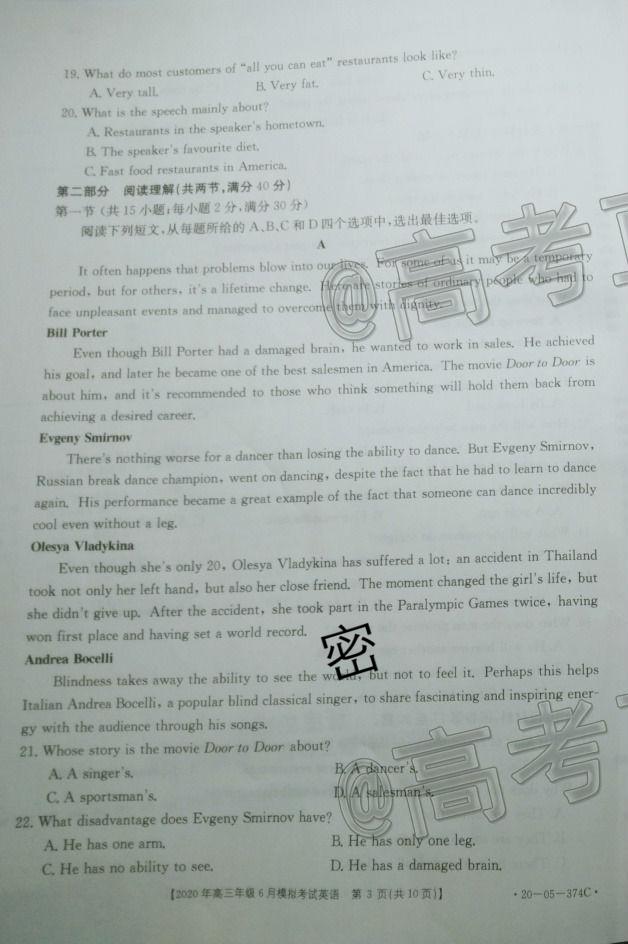 19. What do most customers of “all you can eat” restaurants look like?
A. Very tall. B. Very fat. C. Very thin.
20. What is the speech mainly about?
A. Restaurants in the speaker's hometown.
B. The speaker's favourite diet.
C. Fast food restaurants in America.
第二部分 阅读理解(共两节,满分40分)
第一节(共15小题;每小题2分,满分30分)
阅读下列短文,从每题所给的A、B、C和D四个选项中,选出最佳选项。
A
It often happens that problems blow into our lives. For some of us it may be a temporary
period, but for others, it's a lifetime change. Here are stories of ordinary people who had to
face unpleasant events and managed to overcome them with dignity.
Bill Porter
Even though Bill Porter had a damaged brain, he wanted to work in sales. He achieved
his goal, and later he became one of the best salesmen in America. The movie Door to Door is
about him, and it's recommended to those who think something will hold them back from
achieving a desired career.
Evgeny Smirnov
There's nothing worse for a dancer than losing the ability to dance. But Evgeny Smirnov,
Russian break dance champion, went on dancing, despite the fact that he had to learn to dance
again. His performance became a great example of the fact that someone can dance incredibly
cool even without a leg.
Olesya Vladykina
Even though she's only 20, Olesya Vladykina has suffered a lot; an accident in Thailand
took not only her left hand, but also her close friend. The moment changed the girl's life, but
she didn't give up. After the accident, she took part in the Paralympic Games twice, having
won first place and having set a world record.
密
Andrea Bocelli
Blindness takes away the ability to see the world, but not to feel it. Perhaps this helps
Italian Andrea Bocelli, a popular blind classical singer, to share fascinating and inspiring ener-
gy with the audience through his songs.
21. Whose story is the movie Door to Door about?
A. A singer's. B. A dancer's.
C. A sportsman's. D. A salesman's.
22. What disadvantage does Evgeny Smirnov have?
A. He has one arm. B. He has only one leg.
C. He has no ability to see. D. He has a damaged brain.
【2020年高三年级6月模拟考试英语 第3页(共10页)】 ·20-05-374C·
@高考
@高考